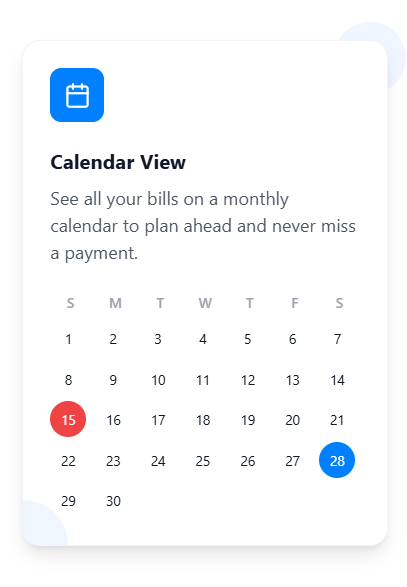 Calendar View
See all your bills on a monthly
calendar to plan ahead and never miss
a payment.
S M T W T F S
1 2 3 4 5 6 7
8 9 10 11 12 13 14
15 16 17 18 19 20 21
22 23 24 25 26 27 28
29 30